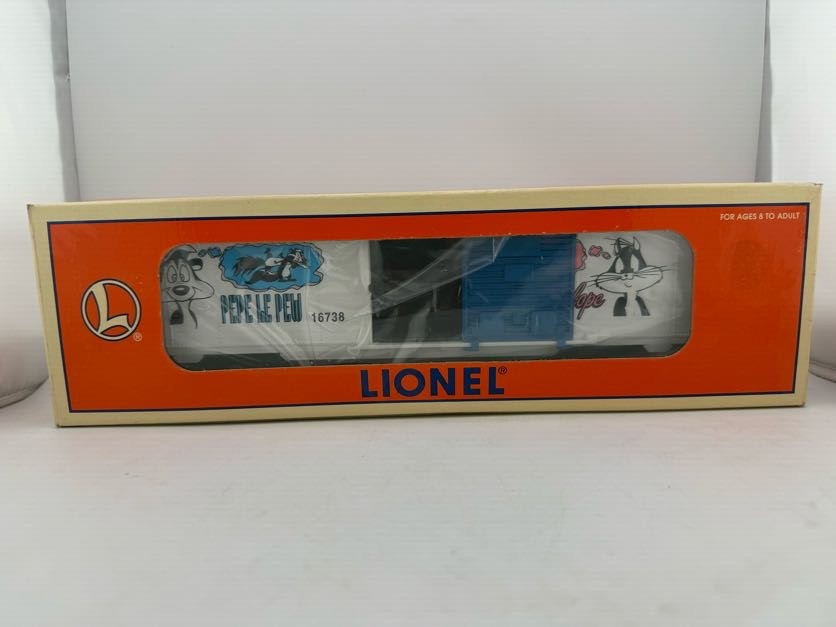 FOR AGES 8 TO ADULT
PEPE LE PEW 16738
L®
LIONEL®